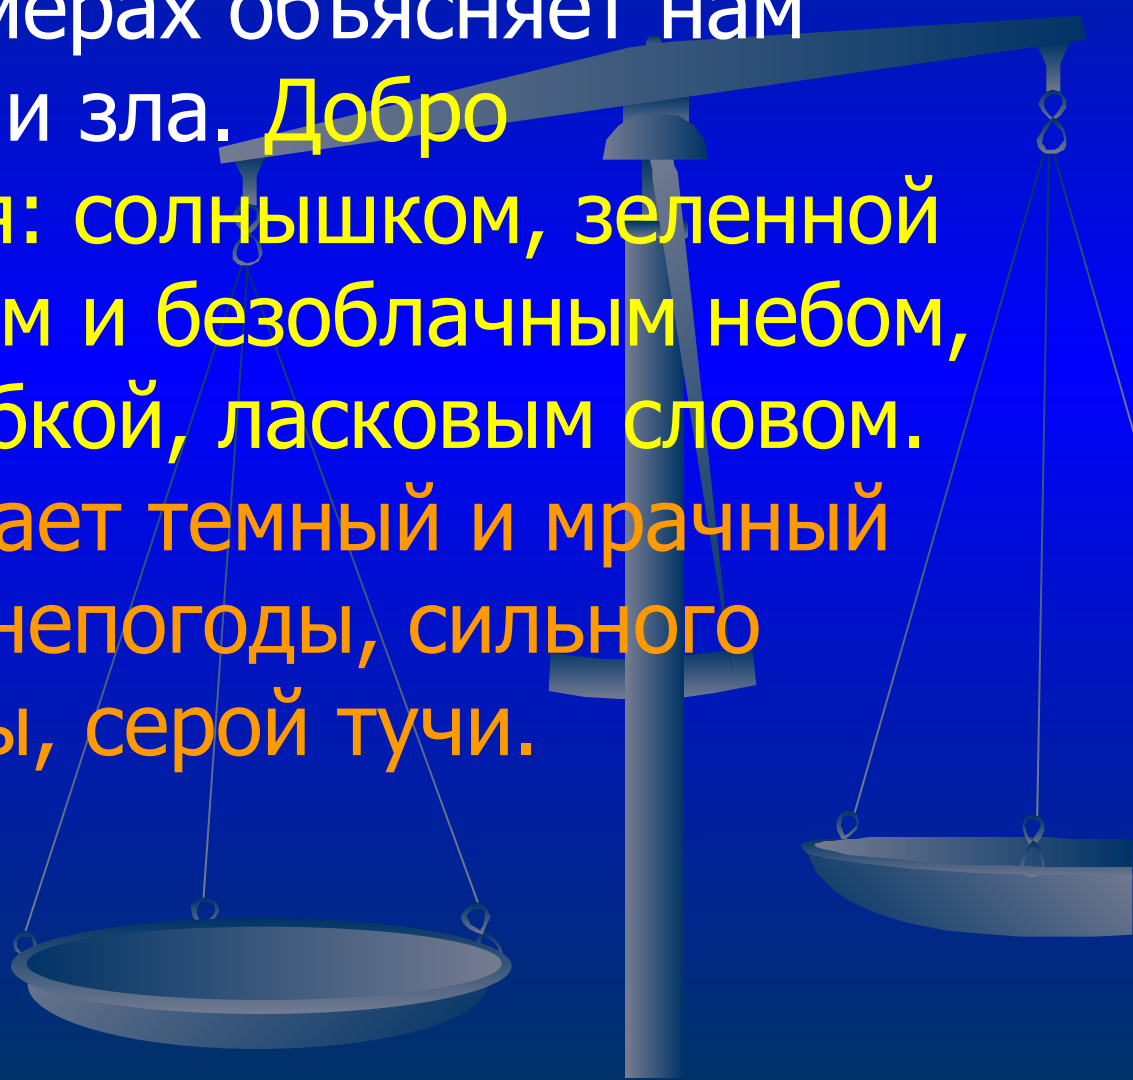 мерах объясняет нам
и зла. Добро
я: солнышком, зеленной
м и безоблачным небом,
бкой, ласковым словом.
ает темный и мрачный
непогоды, сильного
ы, серой тучи.